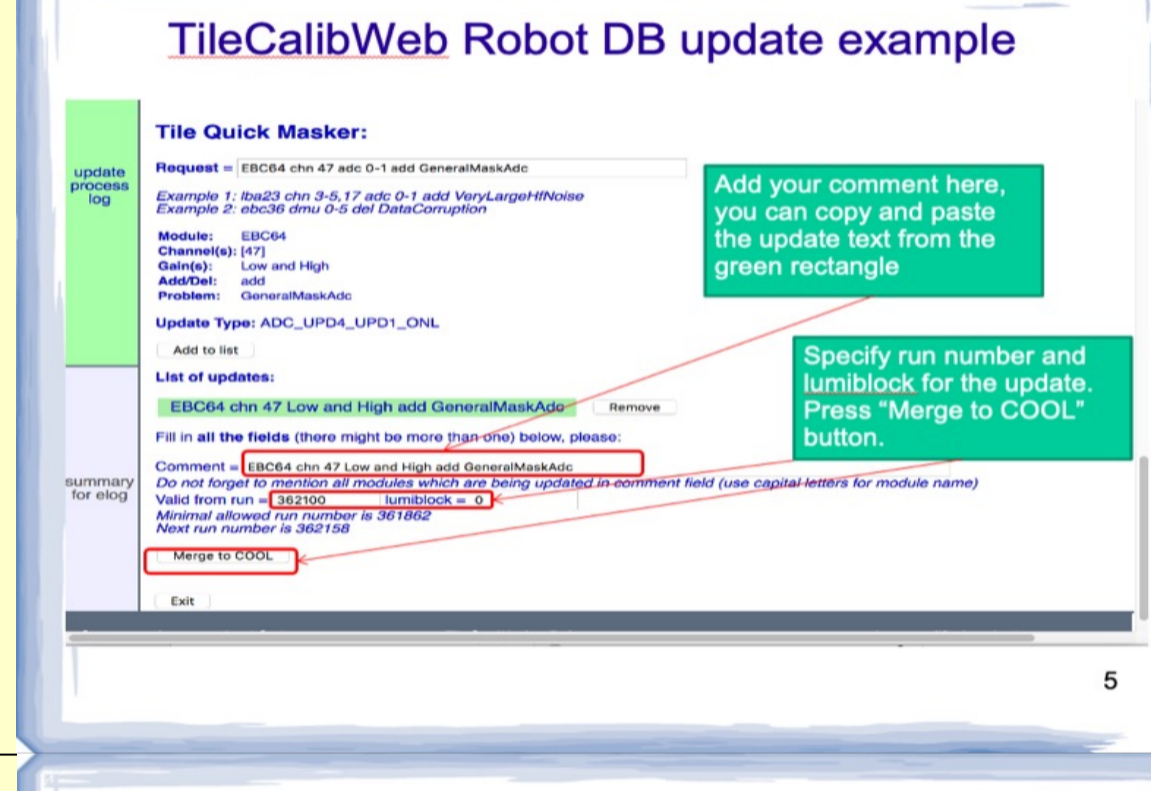 TileCalibWeb Robot DB update example
update
process
log
Tile Quick Masker:
Request = EBC64 chn 47 adc 0-1 add GeneralMaskAdc
Example 1: lba23 chn 3-5,17 adc 0-1 add VeryLargeHfNoise
Example 2: ebc36 dmu 0-5 del DataCorruption
Module: EBC64
Channel(s): [47]
Gain(s): Low and High
Add/Del: add
Problem: GeneralMaskAdc
Update Type: ADC_UPD4_UPD1_ONL
Add to list
Add your comment here,
you can copy and paste
the update text from the
green rectangle
Specify run number and
lumiblock for the update.
Press “Merge to COOL”
button.
List of updates:
EBC64 chn 47 Low and High add GeneralMaskAdc Remove
Fill in all the fields (there might be more than one) below, please:
summary
for elog
Comment = EBC64 chn 47 Low and High add GeneralMaskAdc
Do not forget to mention all modules which are being updated in comment field (use capital letters for module name)
Valid from run = 362100 lumiblock = 0
Minimal allowed run number is 361862
Next run number is 362158
Merge to COOL
Exit
5